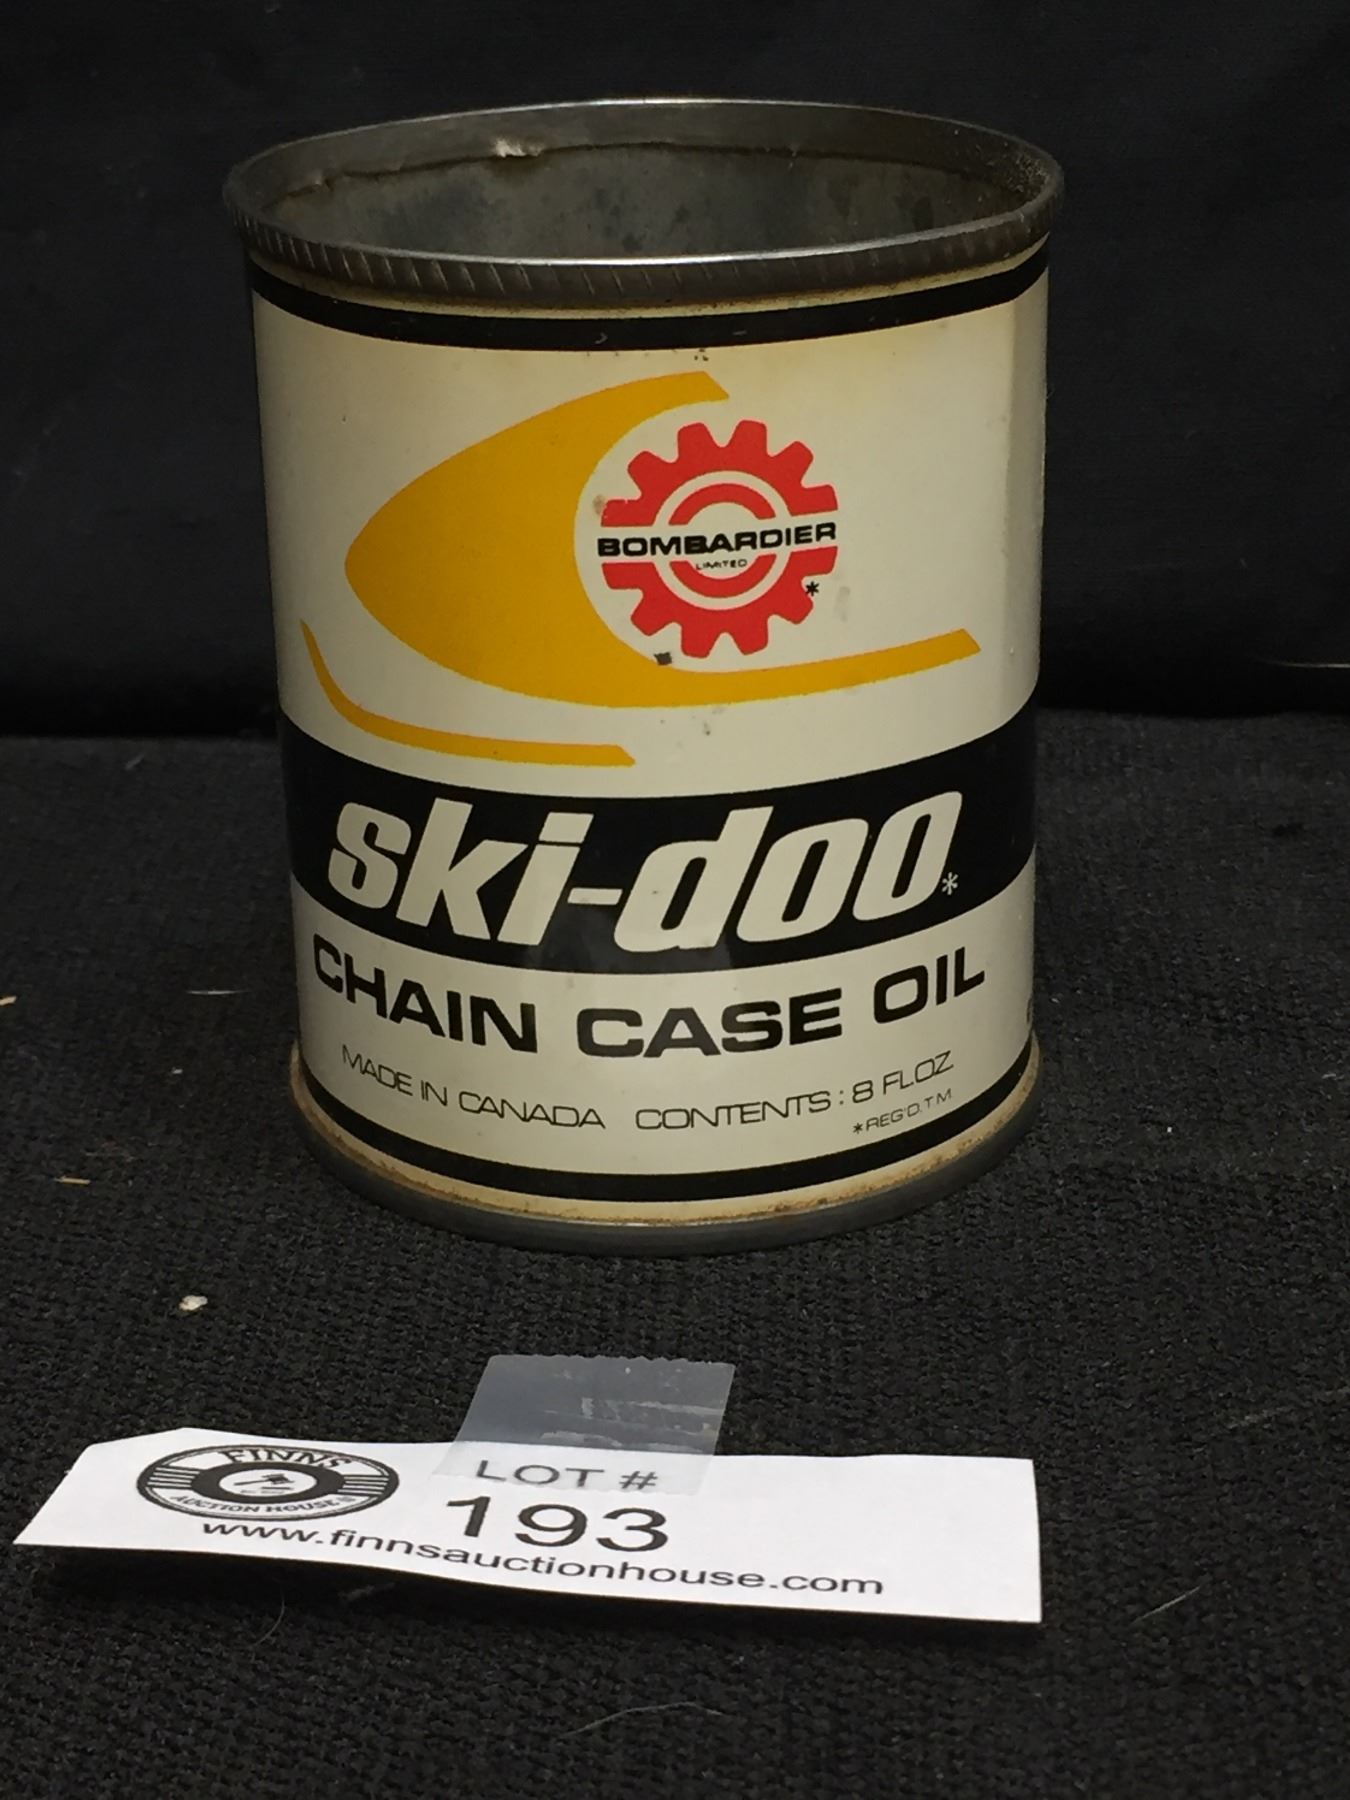 BOMBARDIER
LIMITED
*
ski-doo*
CHAIN CASE OIL
MADE IN CANADA CONTENTS : 8 FL OZ
*REG'D. T M.
FINNS
AUCTION HOUSE
LOT #
193
www.finnsauctionhouse.com